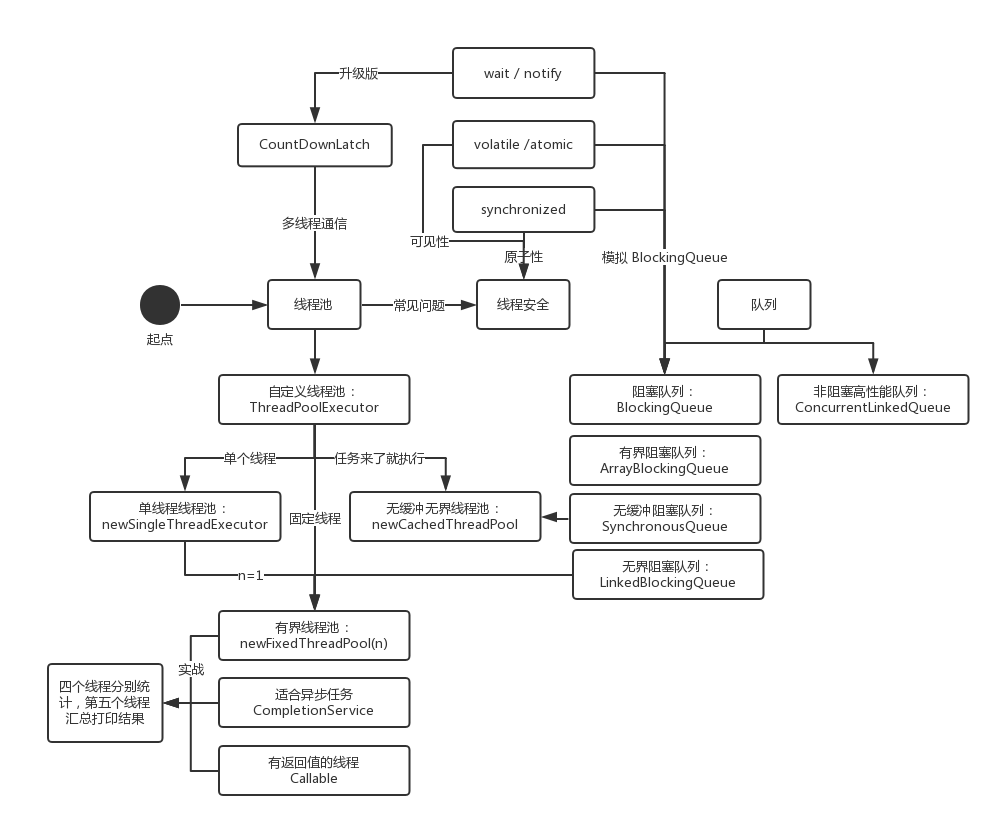 wait / notify
升级版
CountDownLatch
volatile /atomic
synchronized
多线程通信
可见性
原子性
模拟 BlockingQueue
起点
线程池
常见问题
线程安全
队列
自定义线程池：
ThreadPoolExecutor
阻塞队列：
BlockingQueue
非阻塞高性能队列：
ConcurrentLinkedQueue
有界阻塞队列：
ArrayBlockingQueue
单个线程
任务来了就执行
单线程线程池：
newSingleThreadExecutor
固定线程
无缓冲无界线程池：
newCachedThreadPool
无缓冲阻塞队列：
SynchronousQueue
n=1
无界阻塞队列：
LinkedBlockingQueue
有界线程池：
newFixedThreadPool(n)
实战
四个线程分别统
计，第五个线程
汇总打印结果
适合异步任务
CompletionService
有返回值的线程
Callable